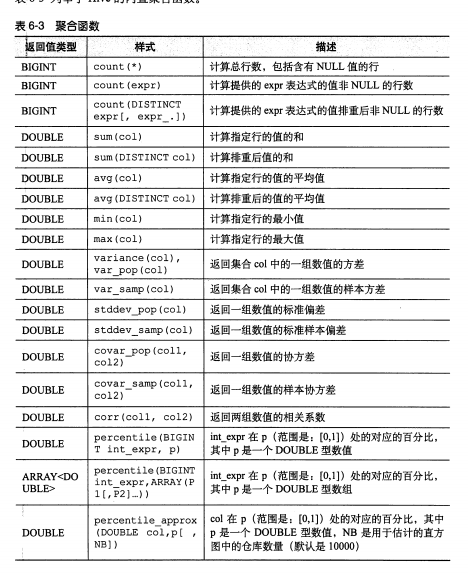 表 6-3 聚合函数
返回值类型 样式 描述
BIGINT count(*) 计算总行数，包括含有 NULL 值的行
BIGINT count(expr) 计算提供的 expr 表达式的值非 NULL 的行数
BIGINT count(DISTINCT
expr[, expr_.]) 计算提供的 expr 表达式的值排重后非 NULL 的行数
DOUBLE sum(col) 计算指定行的值的和
DOUBLE sum(DISTINCT col) 计算排重后值的和
DOUBLE avg(col) 计算指定行的值的平均值
DOUBLE avg(DISTINCT col) 计算排重后的值的平均值
DOUBLE min(col) 计算指定行的最小值
DOUBLE max(col) 计算指定行的最大值
DOUBLE variance(col),
var_pop(col) 返回集合 col 中的一组数值的方差
DOUBLE var_samp(col) 返回集合 col 中的一组数值的样本方差
DOUBLE stddev_pop(col) 返回一组数值的标准偏差
DOUBLE stddev_samp(col) 返回一组数值的标准样本偏差
DOUBLE covar_pop(col1,
col2) 返回一组数值的协方差
DOUBLE covar_samp(col1,
col2) 返回一组数值的样本协方差
DOUBLE corr(col1, col2) 返回两组数值的相关系数
DOUBLE percentile(BIGIN
T int_expr, p) int_expr 在 p（范围是：[0,1]）处的对应的百分比，
其中 p 是一个 DOUBLE 型数值
ARRAY<DO
UBLE> percentile(BIGINT
int_expr,ARRAY(P
1[,P2]…)) int_expr 在 p（范围是：[0,1]）处的对应的百分比，
其中 p 是一个 DOUBLE 型数组
DOUBLE percentile_approx
(DOUBLE col,p[ ,
NB]) col 在 p（范围是：[0,1]）处的对应的百分比，其中
p 是一个 DOUBLE 型数值，NB 是用于估计的直方
图中的仓库数量（默认是 10000）